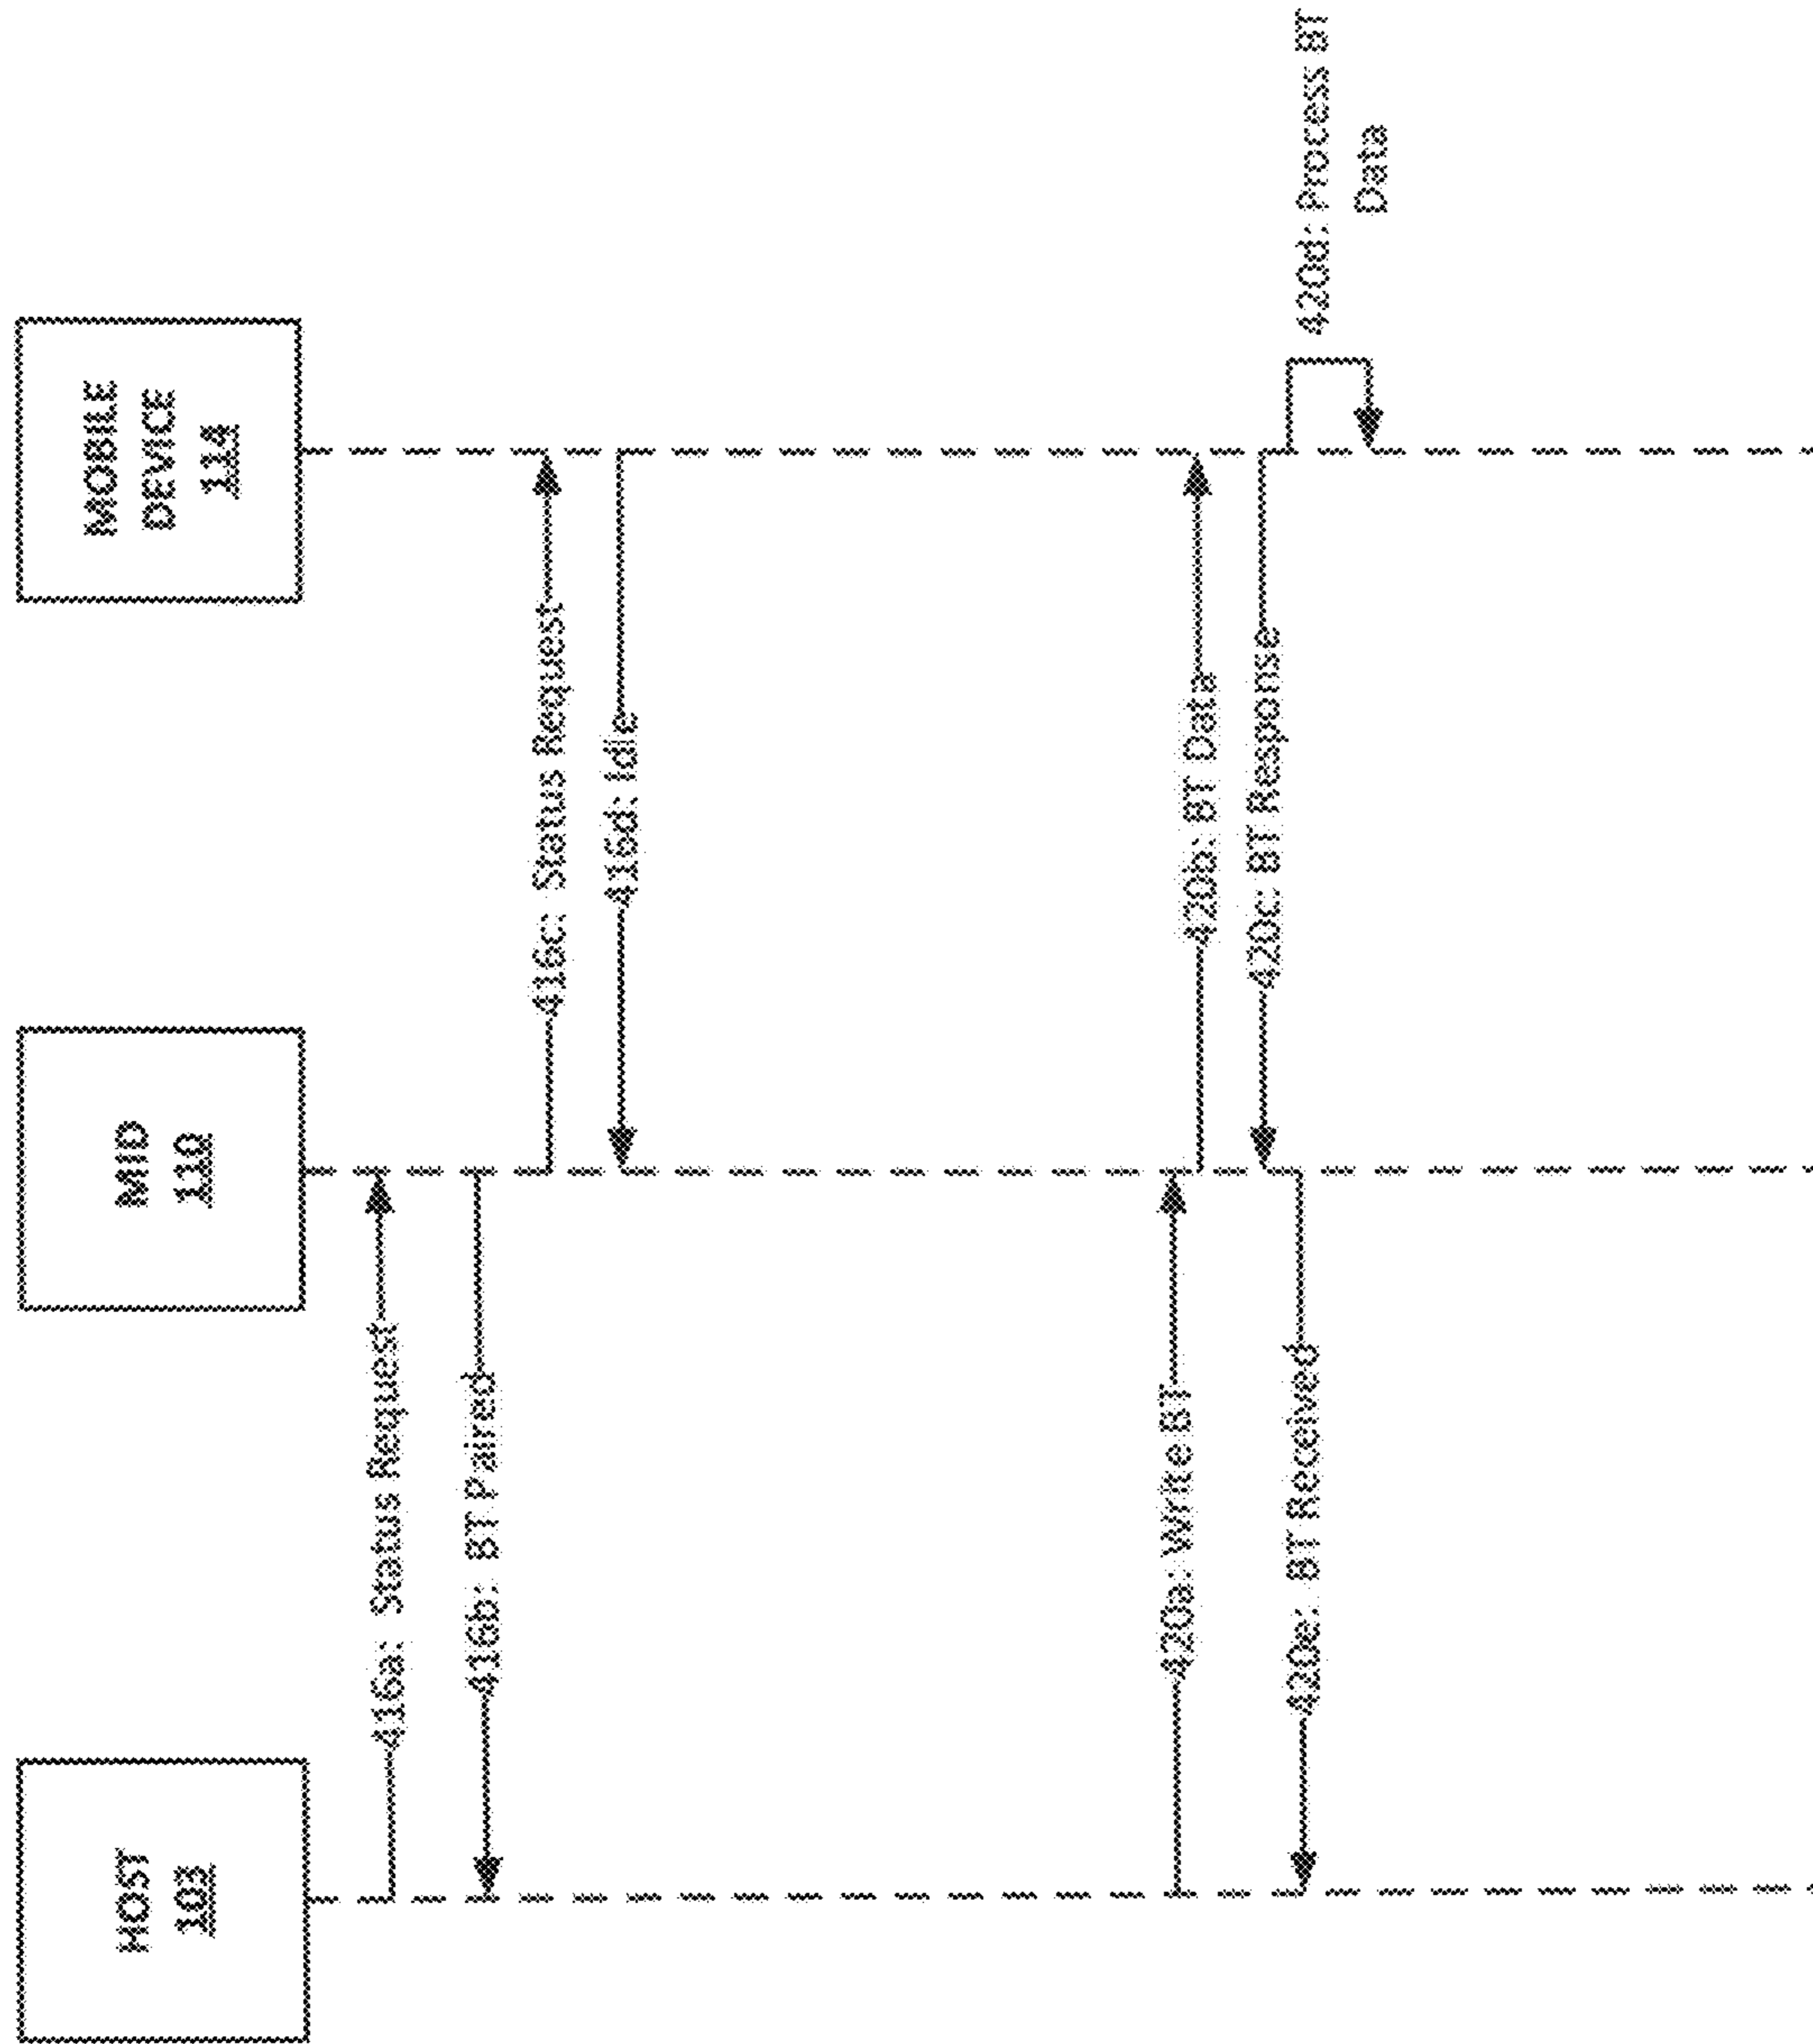 HOST
103
MID
110
MOBILE
DEVICE
114
416a: Status Request
416b: BT Paired
416c: Status Request
416d: Idle
420a: Write BT
420b: BT Data
420c: BT Response
420d: Process BT
Data
420e: BT Received